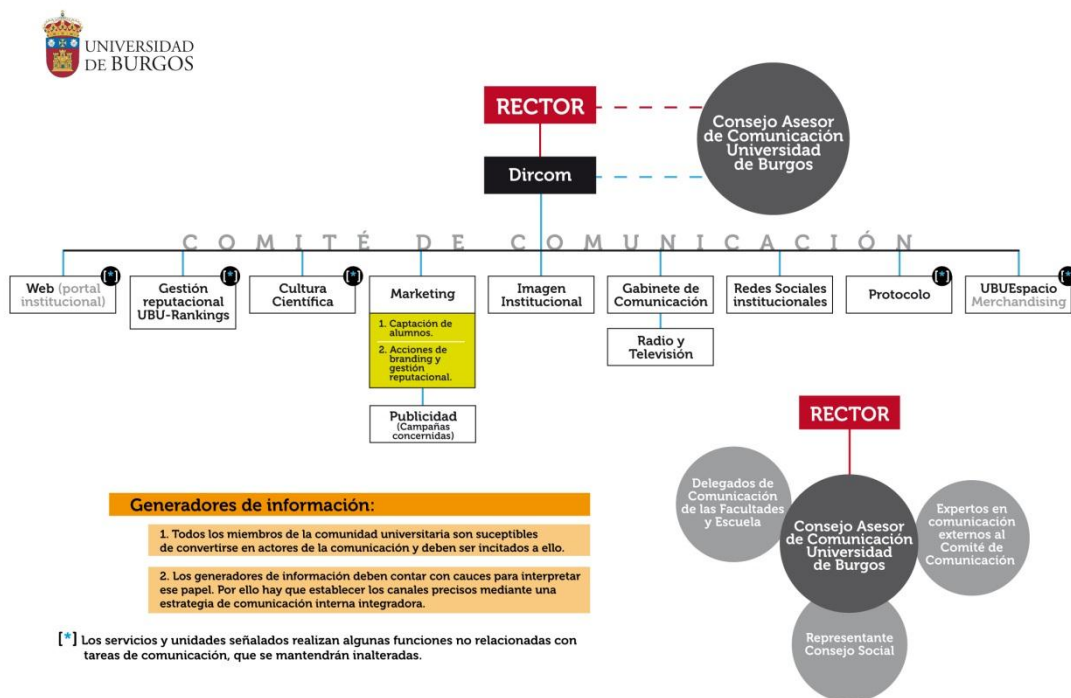 UNIVERSIDAD
DE BURGOS
RECTOR
Consejo Asesor
de Comunicación
Universidad
de Burgos
Dircom
COMITÉ DE COMUNICACIÓN
Web (portal
institucional)
[*]
Gestión
reputacional
UBU-Rankings
[*]
Cultura
Científica
[*]
Marketing
1. Captación de
alumnos.
2. Acciones de
branding y
gestión
reputacional.
Publicidad
(Campañas
concernidas)
Imagen
Institucional
Gabinete de
Comunicación
Radio y
Televisión
Redes Sociales
institucionales
Protocolo
[*]
UBUEspacio
Merchandising
[*]
RECTOR
Delegados de
Comunicación
de las Facultades
y Escuela
Consejo Asesor
de Comunicación
Universidad
de Burgos
Expertos en
comunicación
externos al
Comité de
Comunicación
Representante
Consejo Social
Generadores de información:
1. Todos los miembros de la comunidad universitaria son suceptibles
de convertirse en actores de la comunicación y deben ser incitados a ello.
2. Los generadores de información deben contar con cauces para interpretar
ese papel. Por ello hay que establecer los canales precisos mediante una
estrategia de comunicación interna integradora.
[*] Los servicios y unidades señalados realizan algunas funciones no relacionadas con
tareas de comunicación, que se mantendrán inalteradas.